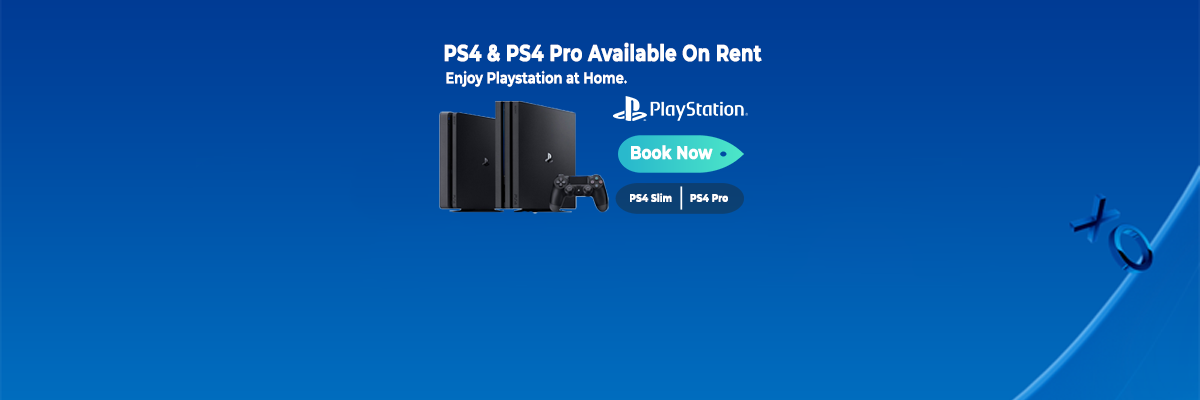 PS4 & PS4 Pro Available On Rent
Enjoy Playstation at Home.
PlayStation
Book Now
PS4 Slim | PS4 Pro